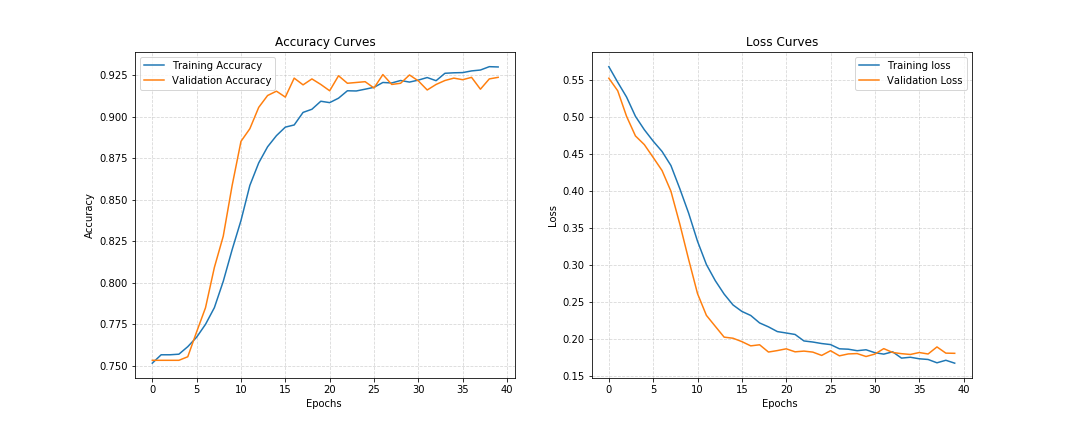 Accuracy Curves
Training Accuracy
Validation Accuracy
0.925
0.900
0.875
0.850
0.825
0.800
0.775
0.750
Accuracy
0 5 10 15 20 25 30 35 40
Epochs
Loss Curves
Training loss
Validation Loss
0.55
0.50
0.45
0.40
0.35
0.30
0.25
0.20
0.15
Loss
0 5 10 15 20 25 30 35 40
Epochs